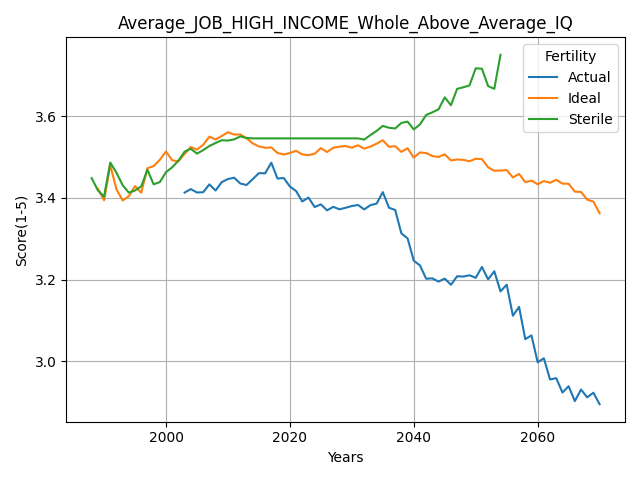 Average_JOB_HIGH_INCOME_Whole_Above_Average_IQ
Fertility
Actual
Ideal
Sterile
Score(1-5)
3.6
3.4
3.2
3.0
2000
2020
2040
2060
Years